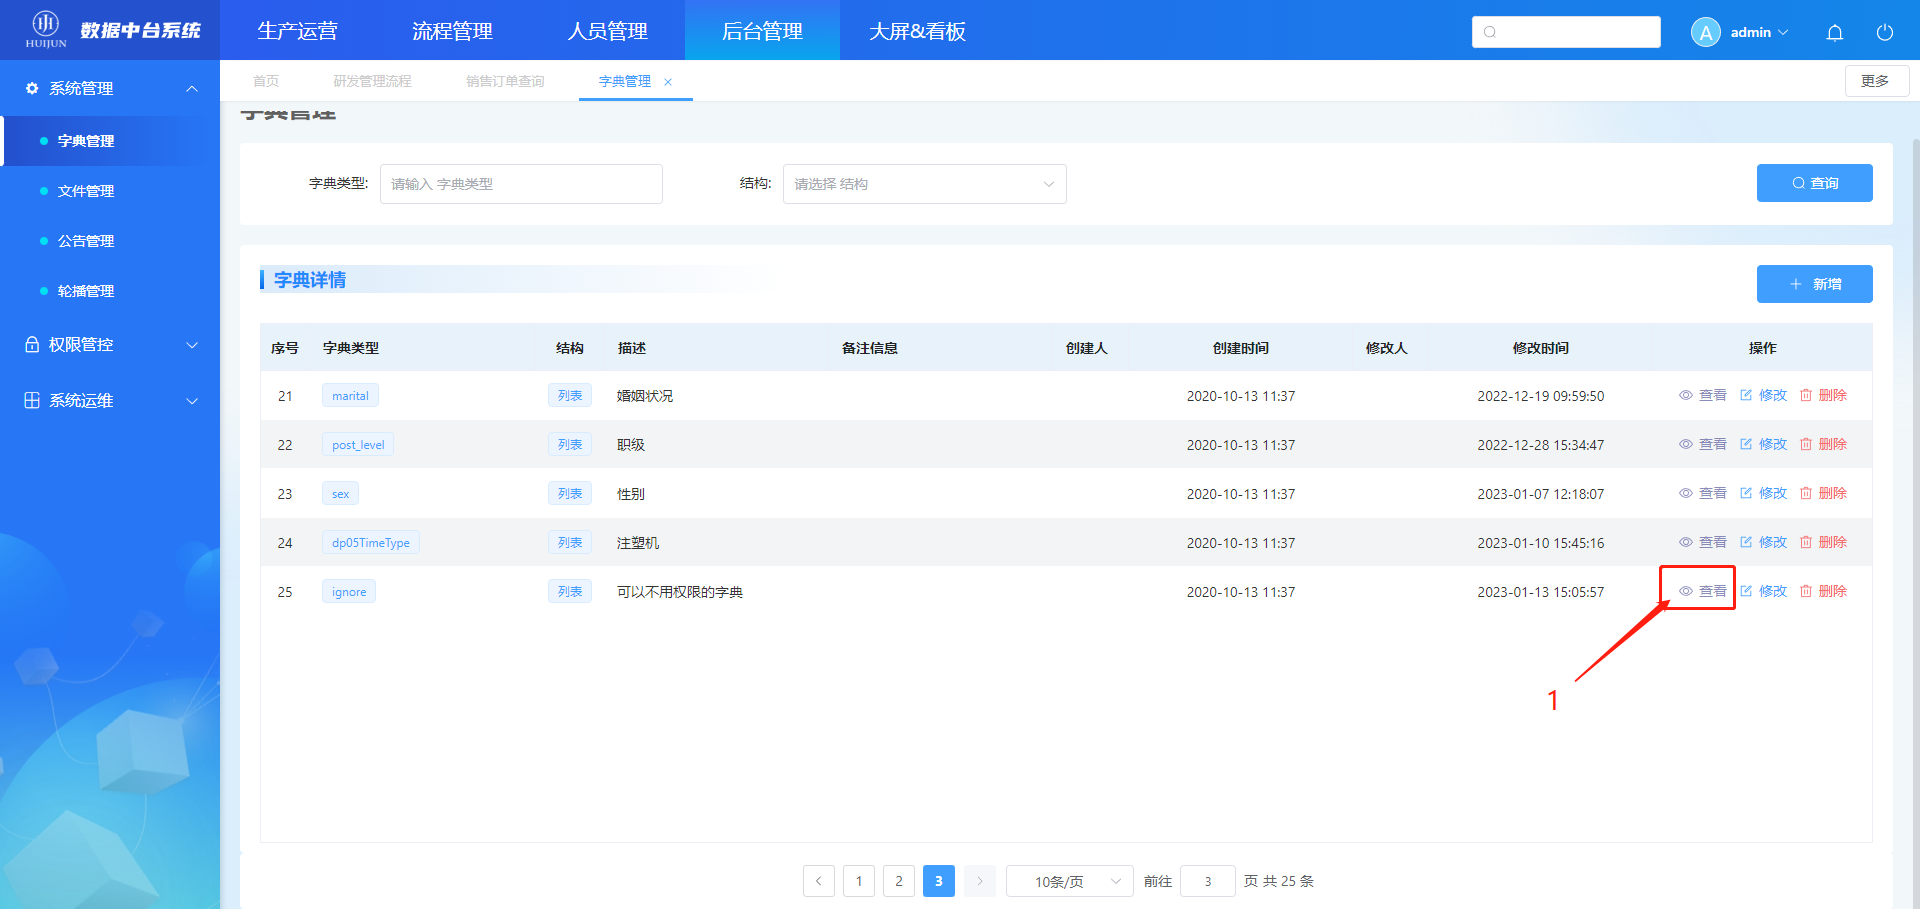 HUIJUN 数据中台系统 生产运营 流程管理 人员管理 后台管理 大屏&看板 A admin
首页 研发管理流程 销售订单查询 字典管理 × 更多
系统管理
字典管理
文件管理
公告管理
轮播管理
权限管控
系统运维
字典管理
字典类型: 请输入 字典类型 结构: 请选择 结构 查询
字典详情 新增
序号 字典类型 结构 描述 备注信息 创建人 创建时间 修改人 修改时间 操作
21 marital 列表 婚姻状况 2020-10-13 11:37 2022-12-19 09:59:50 查看 修改 删除
22 post_level 列表 职级 2020-10-13 11:37 2022-12-28 15:34:47 查看 修改 删除
23 sex 列表 性别 2020-10-13 11:37 2023-01-07 12:18:07 查看 修改 删除
24 dp05TimeType 列表 注塑机 2020-10-13 11:37 2023-01-10 15:45:16 查看 修改 删除
25 ignore 列表 可以不用权限的字典 2020-10-13 11:37 2023-01-13 15:05:57 查看 修改 删除
1
1 2 3 10条/页 前往 3 页 共 25 条